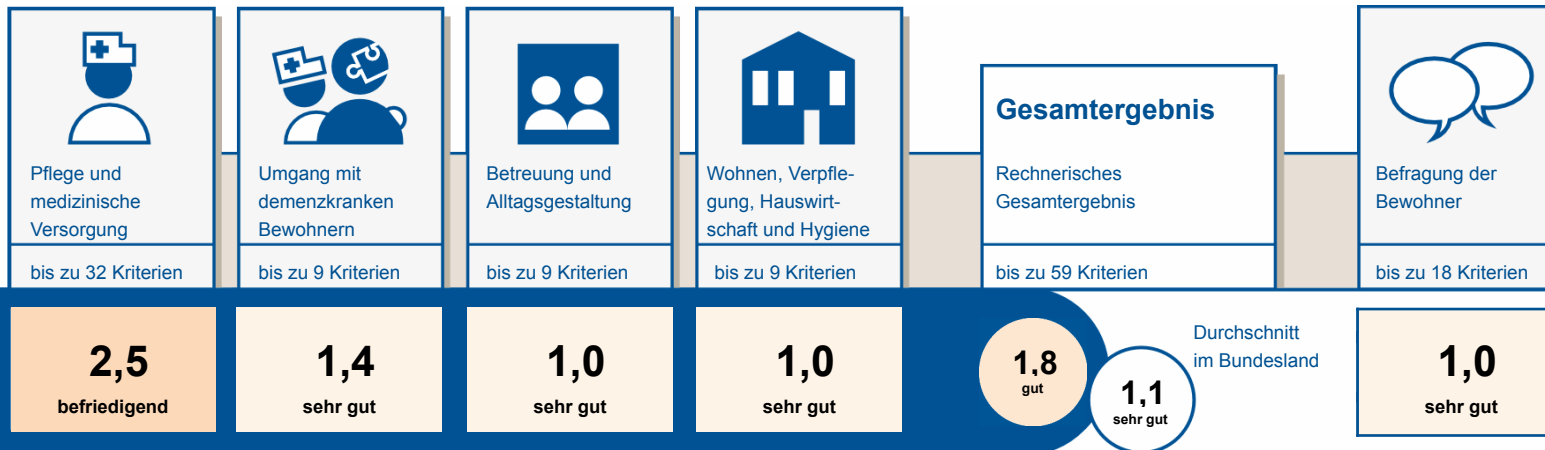 Pflege und
medizinische
Versorgung
bis zu 32 Kriterien
2,5
befriedigend
Umgang mit
demenzkranken
Bewohnern
bis zu 9 Kriterien
1,4
sehr gut
Betreuung und
Alltagsgestaltung
bis zu 9 Kriterien
1,0
sehr gut
Wohnen, Verpfle-
gung, Hauswirt-
schaft und Hygiene
bis zu 9 Kriterien
1,0
sehr gut
Gesamtergebnis
Rechnerisches
Gesamtergebnis
bis zu 59 Kriterien
1,8
gut
Durchschnitt
im Bundesland
1,1
sehr gut
Befragung der
Bewohner
bis zu 18 Kriterien
1,0
sehr gut